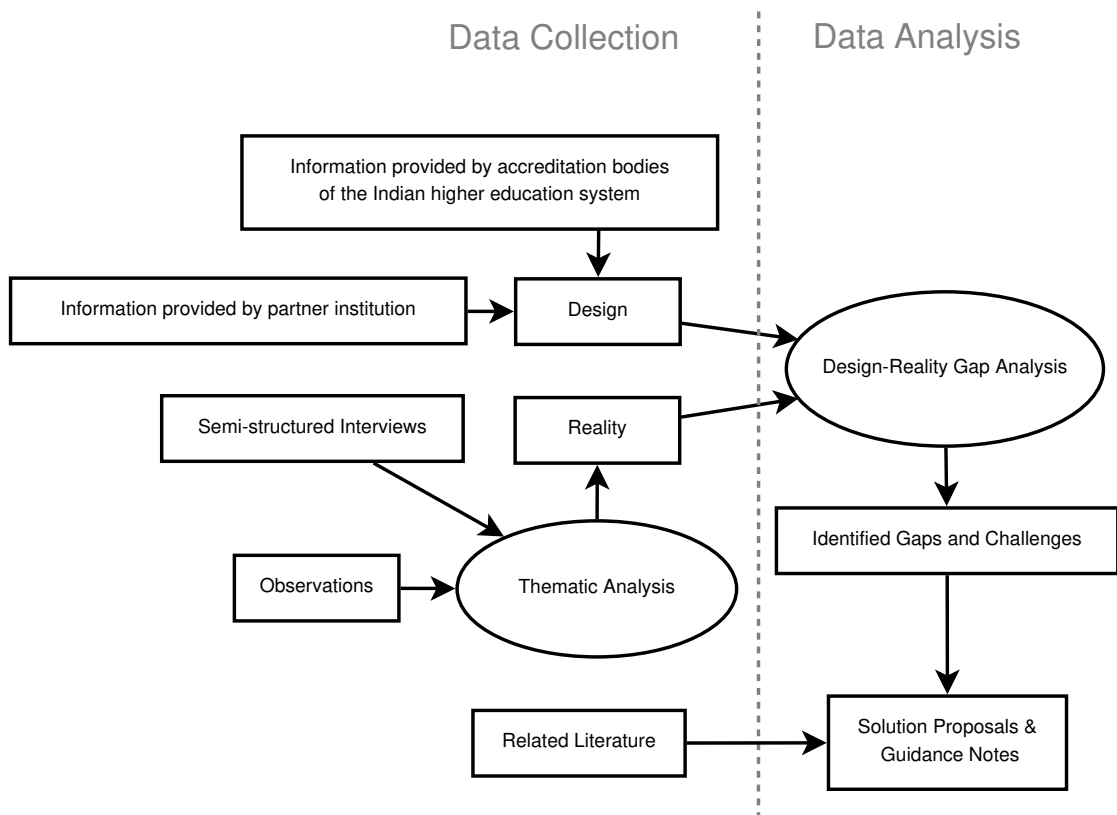 Data Collection
Data Analysis
Information provided by accreditation bodies
of the Indian higher education system
Information provided by partner institution
Design
Design-Reality Gap Analysis
Semi-structured Interviews
Reality
Identified Gaps and Challenges
Observations
Thematic Analysis
Related Literature
Solution Proposals &
Guidance Notes